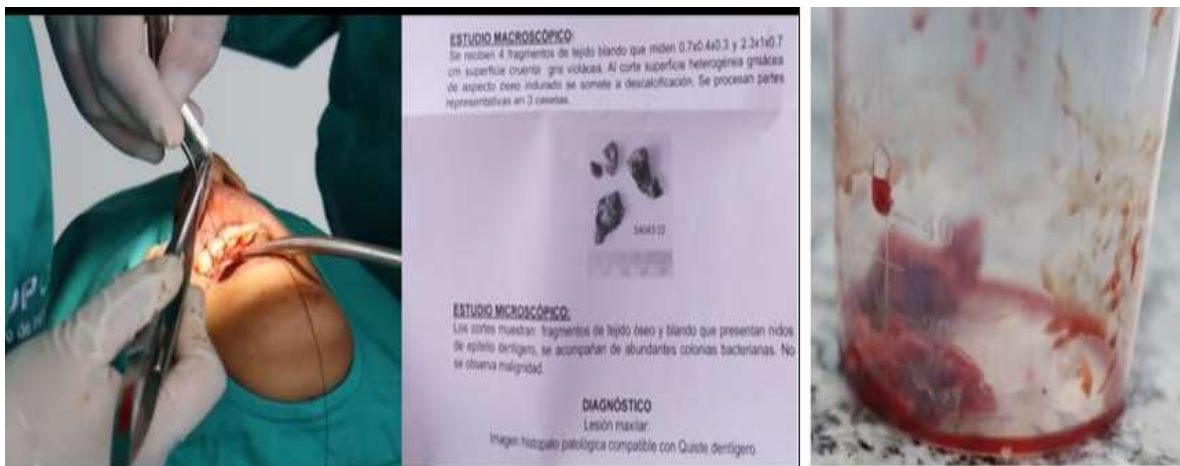 ESTUDIO MACROSCÓPICO:
Se reciben 4 fragmentos de tejido blando que miden 0.7x0.4x0.3 y 2.3x1x0.7
cm superficie cruenta gris violácea. Al corte superficie heterogénea grisácea
de aspecto óseo indurado se somete a descalcificación. Se procesan partes
representativas en 3 casetes.
ESTUDIO MICROSCÓPICO:
Los cortes muestran fragmentos de tejido óseo y blando que presentan nidos
de epitelio dentígero, se acompañan de abundantes colonias bacterianas. No
se observa malignidad.
DIAGNÓSTICO
Lesión maxilar:
Imagen histopato patológica compatible con Quiste dentígero
40